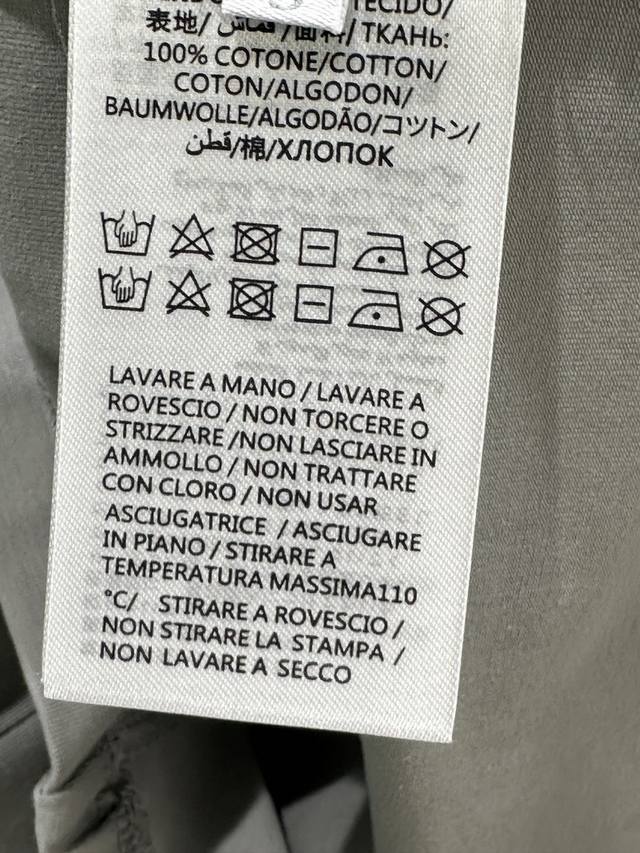 TECIDO/
表地/ قماش /面料/ ТКАНЬ:
100% COTONE/COTTON/
COTON/ALGODON/
BAUMWOLLE/ALGODÃO/コツトン/
قطن/棉/ХЛОПОК
LAVARE A MANO / LAVARE A
ROVESCIO / NON TORCERE O
STRIZZARE /NON LASCIARE IN
AMMOLLO / NON TRATTARE
CON CLORO / NON USAR
ASCIUGATRICE / ASCIUGARE
IN PIANO / STIRARE A
TEMPERATURA MASSIMA110
°C/ STIRARE A ROVESCIO /
NON STIRARE LA STAMPA /
NON LAVARE A SECCO